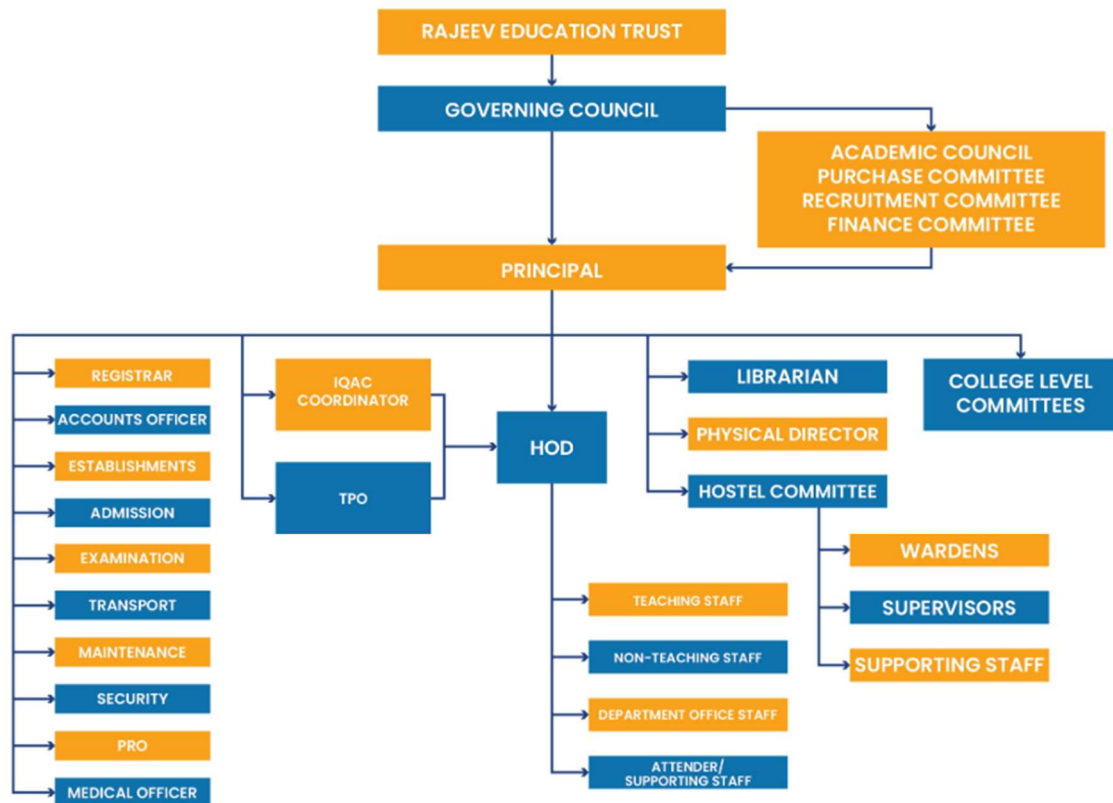 RAJEEV EDUCATION TRUST
GOVERNING COUNCIL
ACADEMIC COUNCIL
PURCHASE COMMITTEE
RECRUITMENT COMMITTEE
FINANCE COMMITTEE
PRINCIPAL
REGISTRAR
ACCOUNTS OFFICER
ESTABLISHMENTS
ADMISSION
EXAMINATION
TRANSPORT
MAINTENANCE
SECURITY
PRO
MEDICAL OFFICER
IQAC
COORDINATOR
TPO
HOD
TEACHING STAFF
NON-TEACHING STAFF
DEPARTMENT OFFICE STAFF
ATTENDER/
SUPPORTING STAFF
LIBRARIAN
PHYSICAL DIRECTOR
HOSTEL COMMITTEE
WARDENS
SUPERVISORS
SUPPORTING STAFF
COLLEGE LEVEL
COMMITTEES